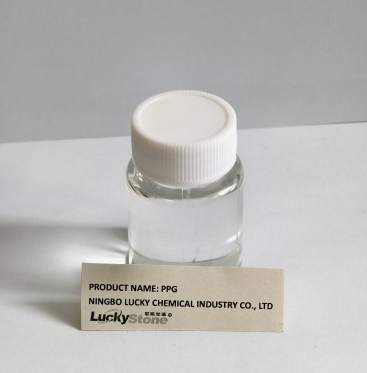 PRODUCT NAME: PPG
NINGBO LUCKY CHEMICAL INDUSTRY CO., LTD
LuckyStone